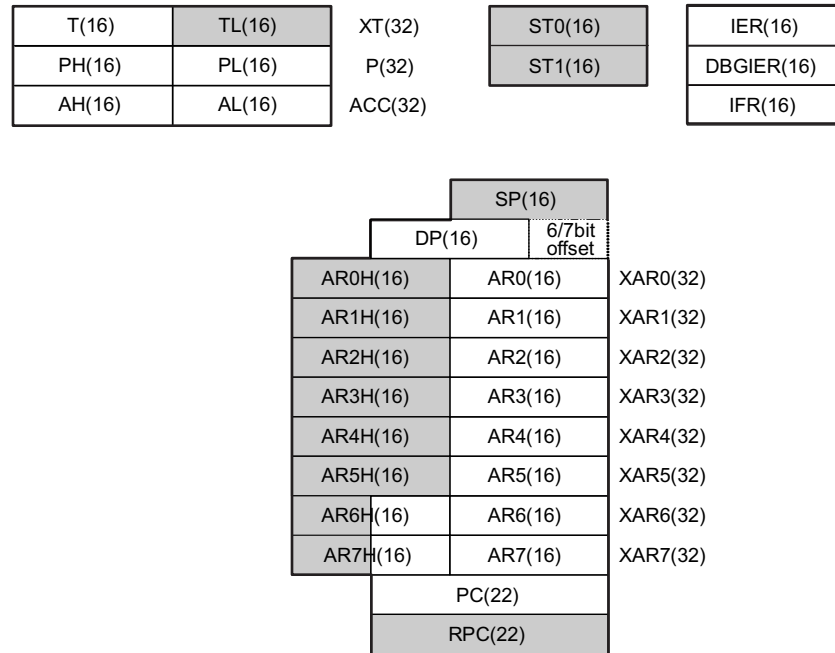 T(16) TL(16) XT(32) ST0(16) IER(16)
PH(16) PL(16) P(32) ST1(16) DBGIER(16)
AH(16) AL(16) ACC(32) IFR(16)
SP(16)
DP(16) 6/7bit
offset
AR0H(16) AR0(16) XAR0(32)
AR1H(16) AR1(16) XAR1(32)
AR2H(16) AR2(16) XAR2(32)
AR3H(16) AR3(16) XAR3(32)
AR4H(16) AR4(16) XAR4(32)
AR5H(16) AR5(16) XAR5(32)
AR6H(16) AR6(16) XAR6(32)
AR7H(16) AR7(16) XAR7(32)
PC(22)
RPC(22)